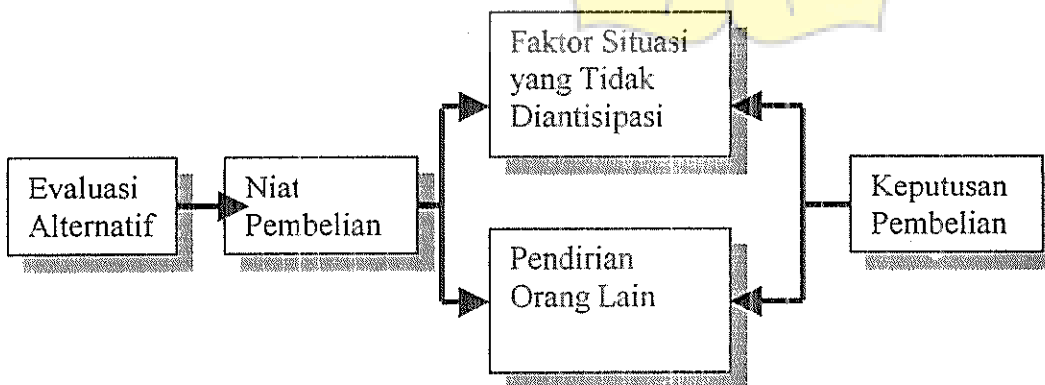 Evaluasi
Alternatif
Niat
Pembelian
Faktor Situasi
yang Tidak
Diantisipasi
Pendirian
Orang Lain
Keputusan
Pembelian